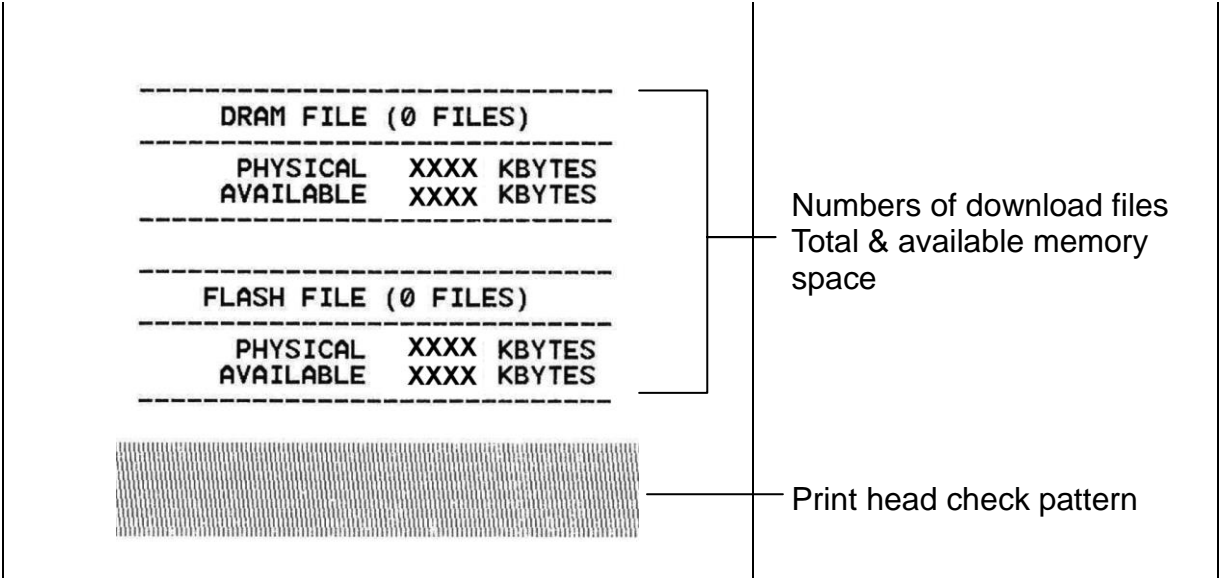 DRAM FILE (0 FILES)
PHYSICAL XXXX KBYTES
AVAILABLE XXXX KBYTES
FLASH FILE (0 FILES)
PHYSICAL XXXX KBYTES
AVAILABLE XXXX KBYTES
Numbers of download files
Total & available memory
space
Print head check pattern